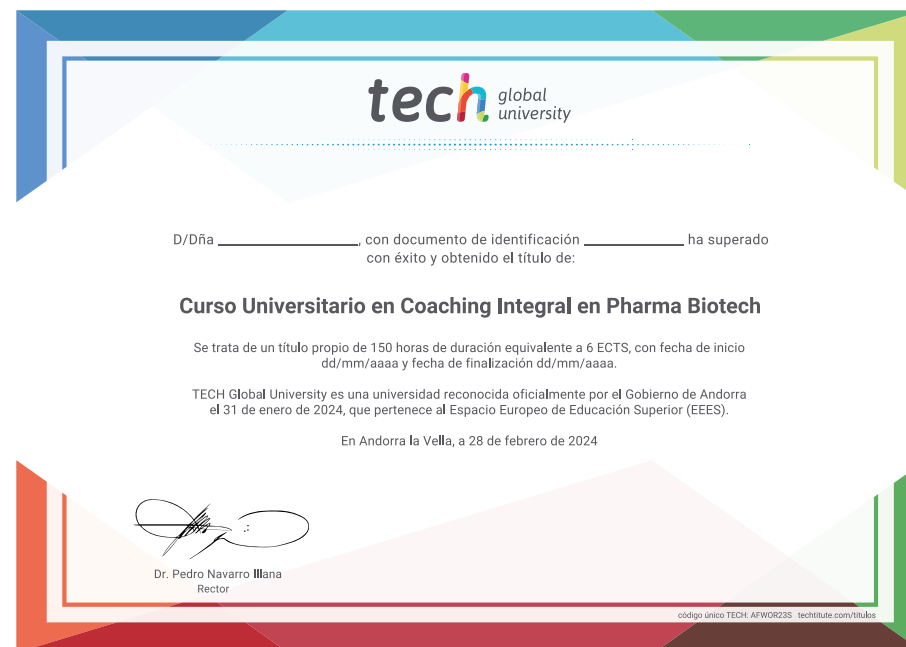 tech global university
D/Dña ____________________, con documento de identificación ______________ ha superado
con éxito y obtenido el título de:
Curso Universitario en Coaching Integral en Pharma Biotech
Se trata de un título propio de 150 horas de duración equivalente a 6 ECTS, con fecha de inicio
dd/mm/aaaa y fecha de finalización dd/mm/aaaa.
TECH Global University es una universidad reconocida oficialmente por el Gobierno de Andorra
el 31 de enero de 2024, que pertenece al Espacio Europeo de Educación Superior (EEES).
En Andorra la Vella, a 28 de febrero de 2024
Dr. Pedro Navarro Illana
Rector
código único TECH: AFWOR23S techtitute.com/titulos